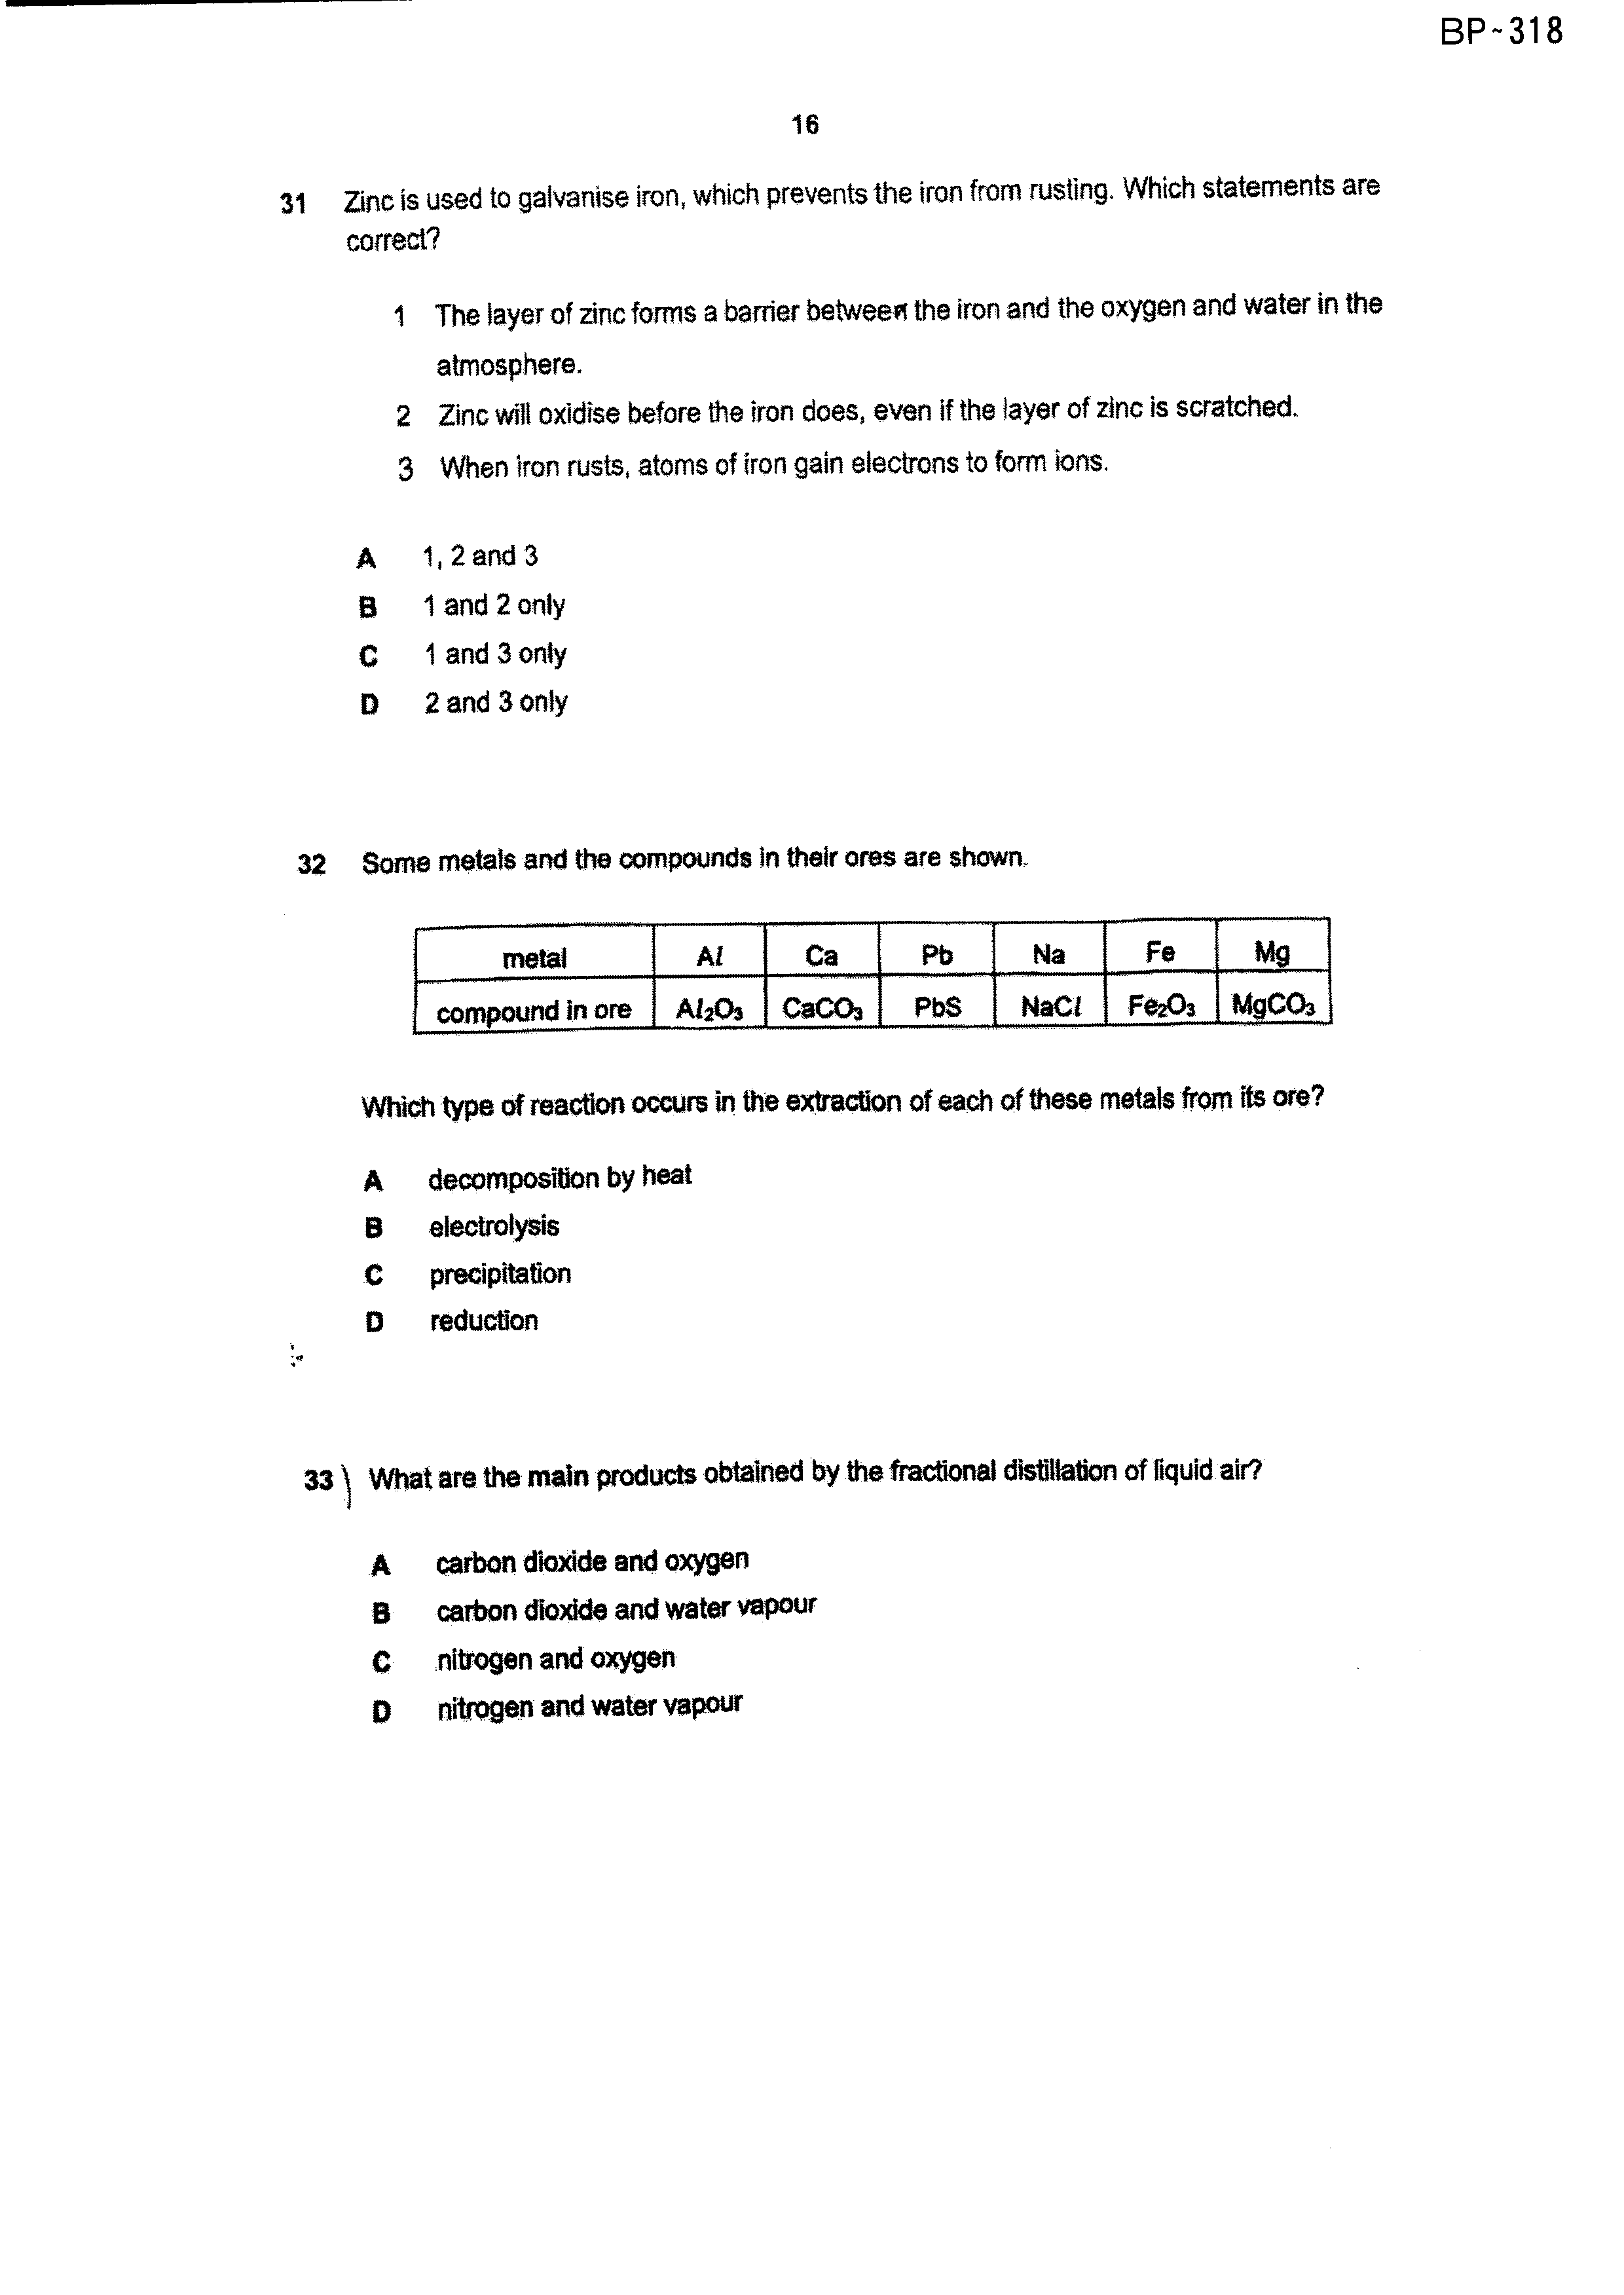 BP~318
16
31 Zinc is used to galvanise iron, which prevents the iron from rusting. Which statements are
correct?
1 The layer of zinc forms a barrier between the iron and the oxygen and water in the
atmosphere.
2 Zinc will oxidise before the iron does, even if the layer of zinc is scratched.
3 When iron rusts, atoms of iron gain electrons to form ions.
A 1, 2 and 3
B 1 and 2 only
C 1 and 3 only
D 2 and 3 only
32 Some metals and the compounds in their ores are shown.
metal Al Ca Pb Na Fe Mg
compound in ore Al₂O₃ CaCO₃ PbS NaCl Fe₂O₃ MgCO₃
Which type of reaction occurs in the extraction of each of these metals from its ore?
A decomposition by heat
B electrolysis
C precipitation
D reduction
33 What are the main products obtained by the fractional distillation of liquid air?
A carbon dioxide and oxygen
B carbon dioxide and water vapour
C nitrogen and oxygen
D nitrogen and water vapour